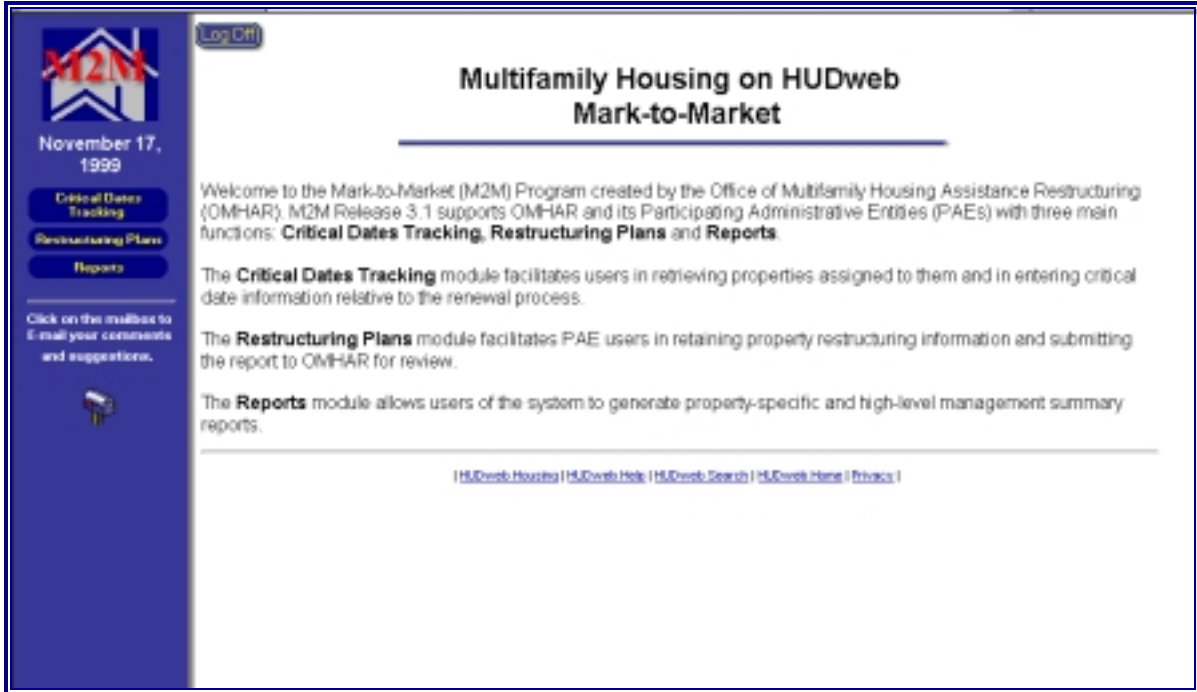 M2M
November 17,
1999
Critical Dates
Tracking
Restructuring Plans
Reports
Click on the mailbox to
E-mail your comments
and suggestions.
Log Off
Multifamily Housing on HUDweb
Mark-to-Market
Welcome to the Mark-to-Market (M2M) Program created by the Office of Multifamily Housing Assistance Restructuring
(OMHAR). M2M Release 3.1 supports OMHAR and its Participating Administrative Entities (PAEs) with three main
functions: Critical Dates Tracking, Restructuring Plans and Reports.
The Critical Dates Tracking module facilitates users in retrieving properties assigned to them and in entering critical
date information relative to the renewal process.
The Restructuring Plans module facilitates PAE users in retaining property restructuring information and submitting
the report to OMHAR for review.
The Reports module allows users of the system to generate property-specific and high-level management summary
reports.
| HUDweb Housing | HUDweb Help | HUDweb Search | HUDweb Home | Privacy |